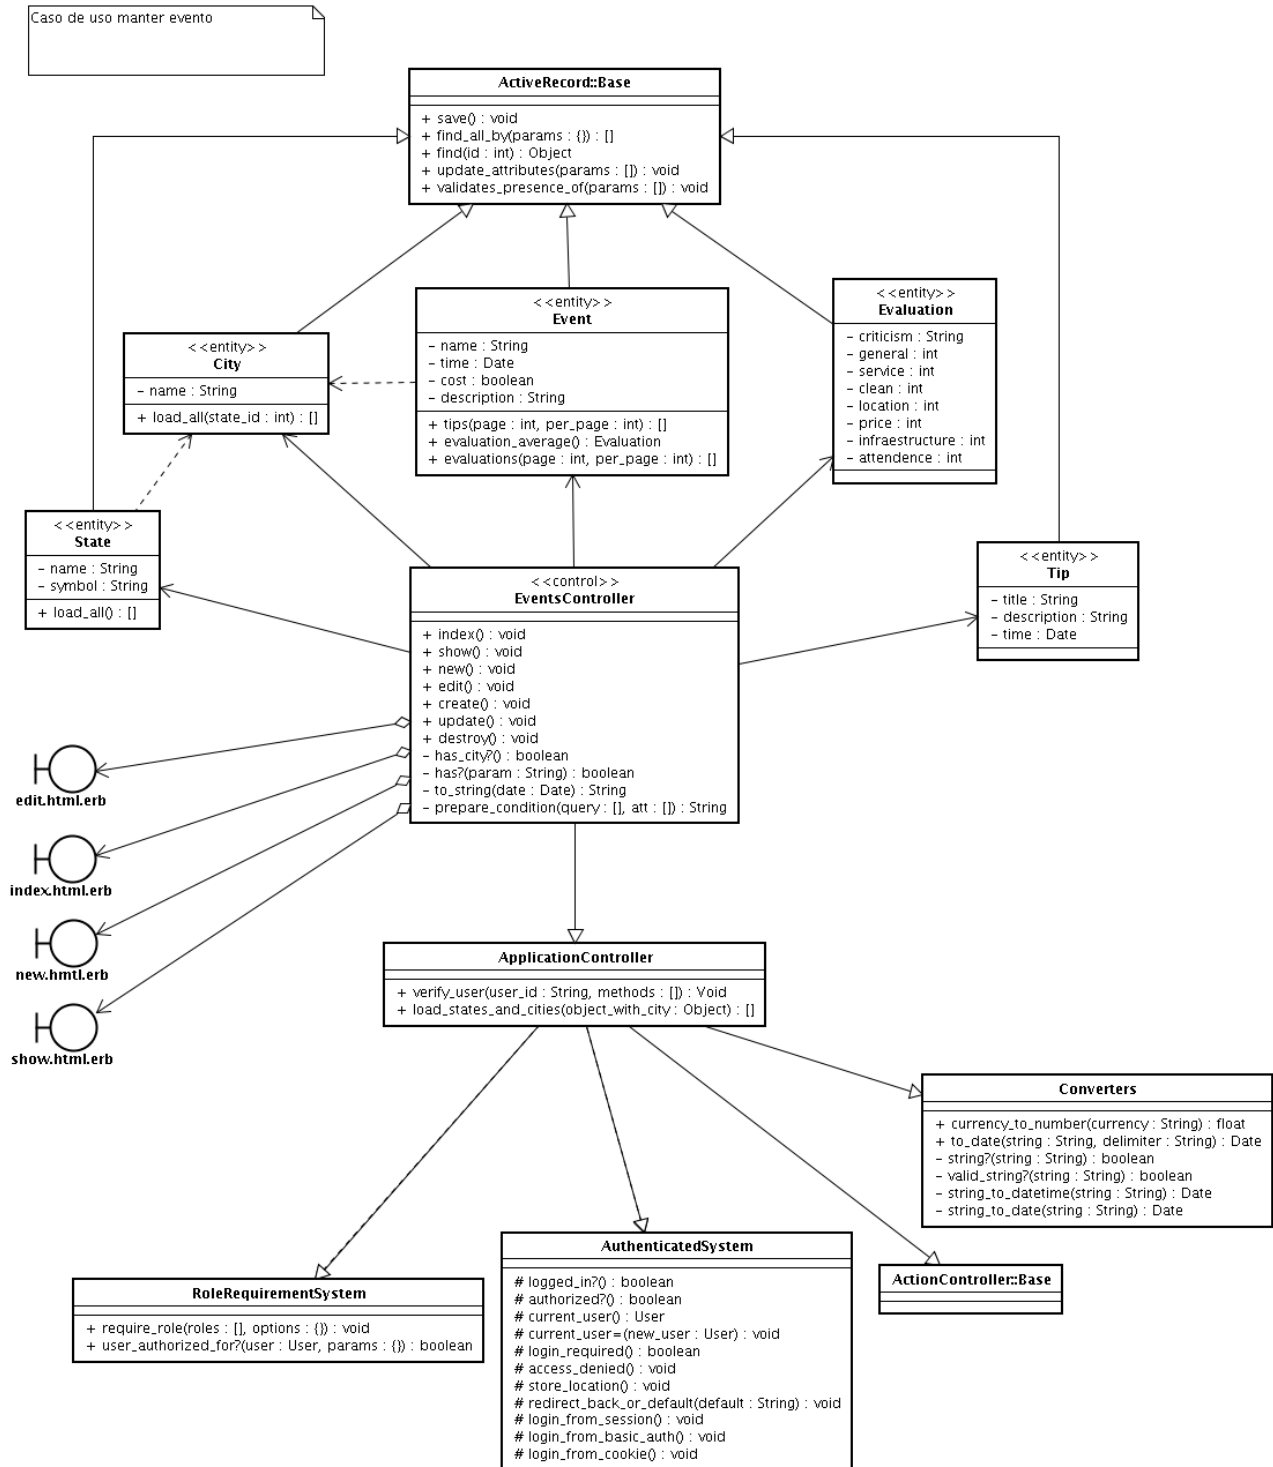 Caso de uso manter evento
ActiveRecord::Base
+ save() : void
+ find_all_by(params : {}) : []
+ find(id : int) : Object
+ update_attributes(params : []) : void
+ validates_presence_of(params : []) : void
<<entity>>
City
- name : String
+ load_all(state_id : int) : []
<<entity>>
Event
- name : String
- time : Date
- cost : boolean
- description : String
+ tips(page : int, per_page : int) : []
+ evaluation_average() : Evaluation
+ evaluations(page : int, per_page : int) : []
<<entity>>
Evaluation
- criticism : String
- general : int
- service : int
- clean : int
- location : int
- price : int
- infraestructure : int
- attendence : int
<<entity>>
State
- name : String
- symbol : String
+ load_all() : []
<<control>>
EventsController
+ index() : void
+ show() : void
+ new() : void
+ edit() : void
+ create() : void
+ update() : void
+ destroy() : void
- has_city?() : boolean
- has?(param : String) : boolean
- to_string(date : Date) : String
- prepare_condition(query : [], att : []) : String
<<entity>>
Tip
- title : String
- description : String
- time : Date
edit.html.erb
index.html.erb
new.hmtl.erb
show.html.erb
ApplicationController
+ verify_user(user_id : String, methods : []) : Void
+ load_states_and_cities(object_with_city : Object) : []
Converters
+ currency_to_number(currency : String) : float
+ to_date(string : String, delimiter : String) : Date
- string?(string : String) : boolean
- valid_string?(string : String) : boolean
- string_to_datetime(string : String) : Date
- string_to_date(string : String) : Date
RoleRequirementSystem
+ require_role(roles : [], options : {}) : void
+ user_authorized_for?(user : User, params : {}) : boolean
AuthenticatedSystem
# logged_in?() : boolean
# authorized?() : boolean
# current_user() : User
# current_user=(new_user : User) : void
# login_required() : boolean
# access_denied() : void
# store_location() : void
# redirect_back_or_default(default : String) : void
# login_from_session() : void
# login_from_basic_auth() : void
# login_from_cookie() : void
ActionController::Base